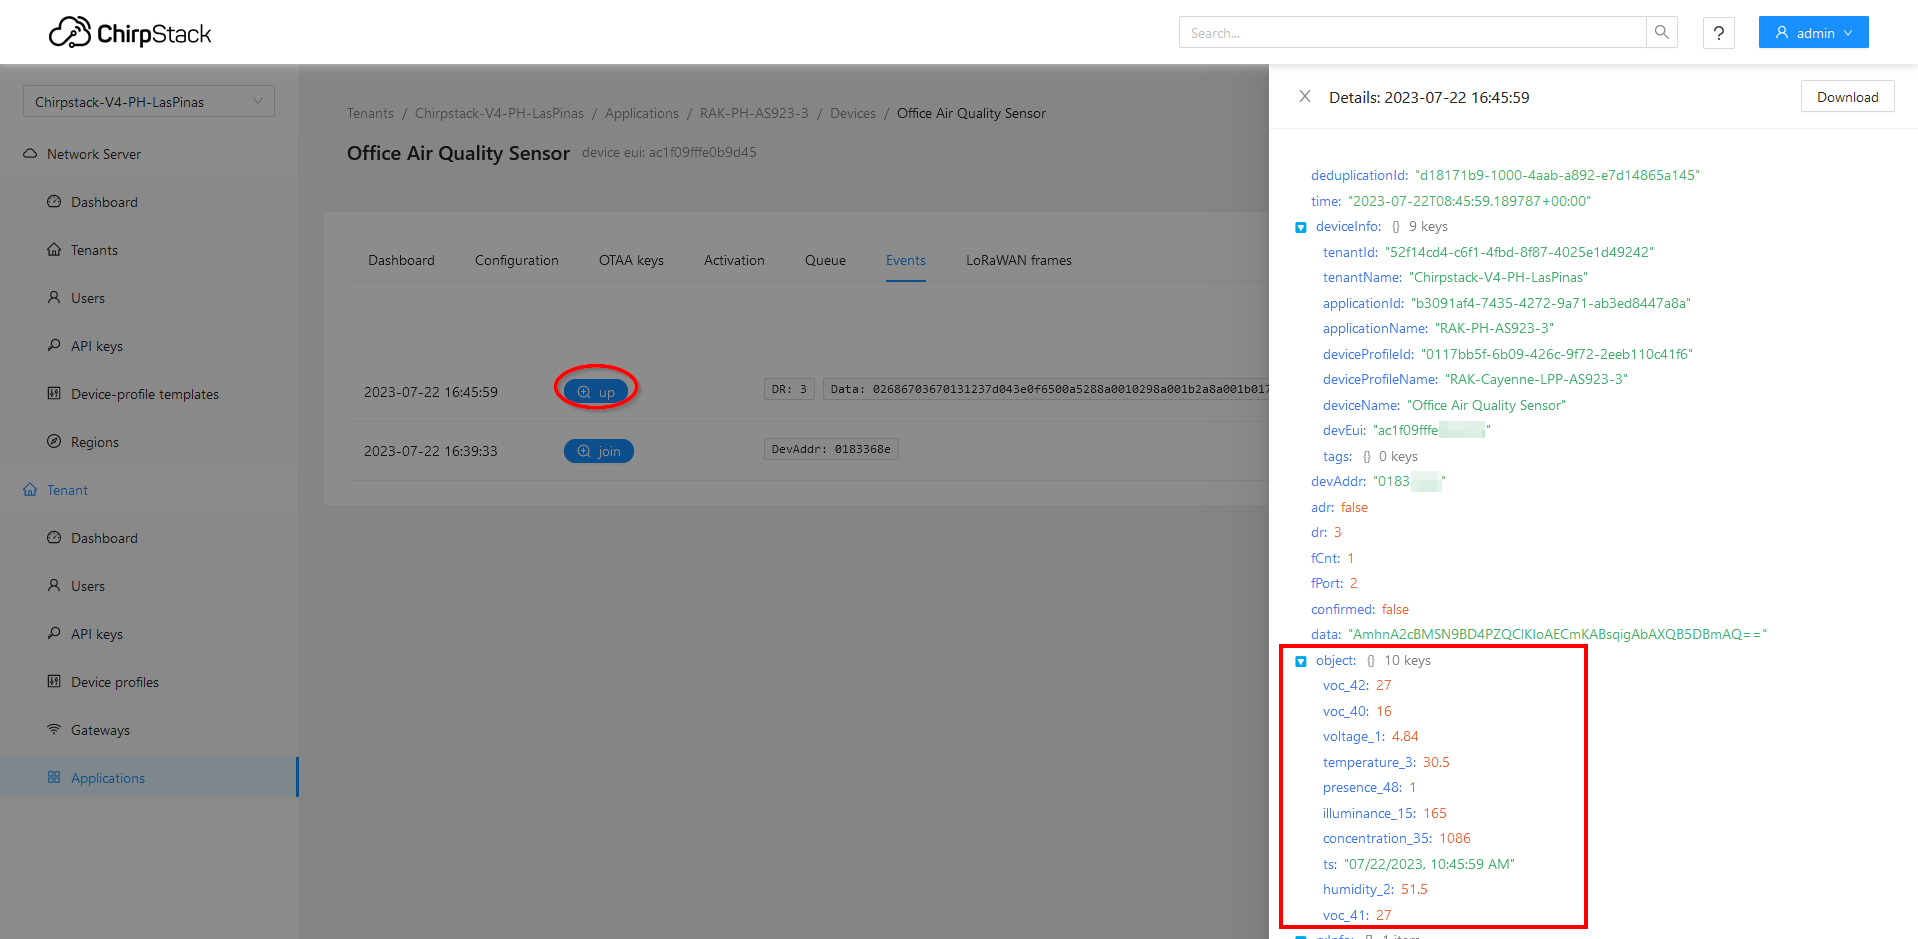 ChirpStack
Search...
?
admin
Chirpstack-V4-PH-LasPinas
Network Server
Dashboard
Tenants
Users
API keys
Device-profile templates
Regions
Tenant
Dashboard
Users
API keys
Device profiles
Gateways
Applications
Tenants / Chirpstack-V4-PH-LasPinas / Applications / RAK-PH-AS923-3 / Devices / Office Air Quality Sensor
Office Air Quality Sensor device eui: ac1f09fffe0b9d45
Dashboard Configuration OTAA keys Activation Queue Events LoRaWAN frames
2023-07-22 16:45:59 up DR: 3 Data: 02686703670131237d043e0f6500a5288a0010298a001b2a8a001b017
2023-07-22 16:39:33 join DevAddr: 0183368e
Details: 2023-07-22 16:45:59
Download
deduplicationId: "d18171b9-1000-4aab-a892-e7d14865a145"
time: "2023-07-22T08:45:59.189787+00:00"
deviceInfo: {} 9 keys
tenantId: "52f14cd4-c6f1-4fbd-8f87-4025e1d49242"
tenantName: "Chirpstack-V4-PH-LasPinas"
applicationId: "b3091af4-7435-4272-9a71-ab3ed8447a8a"
applicationName: "RAK-PH-AS923-3"
deviceProfileId: "0117bb5f-6b09-426c-9f72-2eeb110c41f6"
deviceProfileName: "RAK-Cayenne-LPP-AS923-3"
deviceName: "Office Air Quality Sensor"
devEui: "ac1f09fffe"
tags: {} 0 keys
devAddr: "0183"
adr: false
dr: 3
fCnt: 1
fPort: 2
confirmed: false
data: "AmhnA2cBMSN9BD4PZQClKIoAECmKABsqigAbAXQB5DBmAQ=="
object: {} 10 keys
voc_42: 27
voc_40: 16
voltage_1: 4.84
temperature_3: 30.5
presence_48: 1
illuminance_15: 165
concentration_35: 1086
ts: "07/22/2023, 10:45:59 AM"
humidity_2: 51.5
voc_41: 27